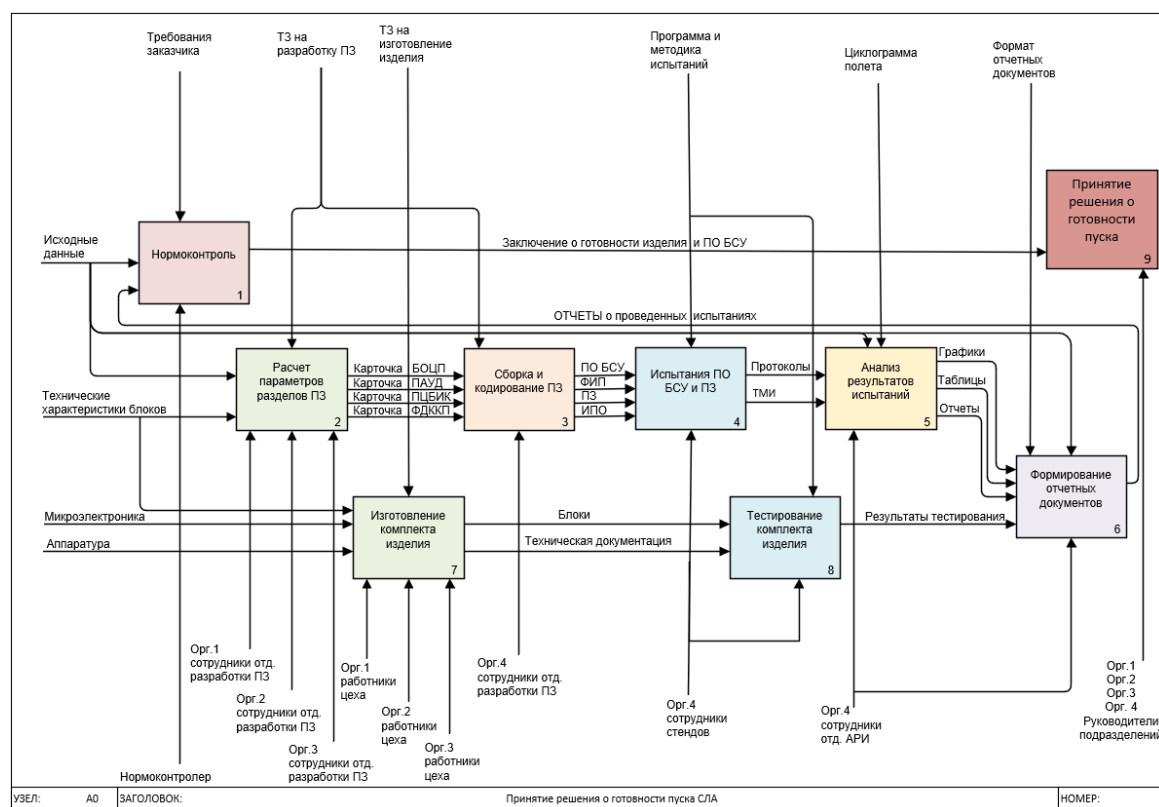 Требования
заказчика
ТЗ на
разработку ПЗ
ТЗ на
изготовление
изделия
Программа и
методика
испытаний
Циклограмма
полета
Формат
отчетных
документов
Исходные
данные
Нормоконтроль
1
Заключение о готовности изделия и ПО БСУ
Принятие
решения о
готовности
пуска
9
ОТЧЕТЫ о проведенных испытаниях
Технические
характеристики блоков
Расчет
параметров
разделов ПЗ
2
Карточка БОЦП
Карточка ПАУД
Карточка ПЦБИК
Карточка ФДККП
Сборка и
кодирование ПЗ
3
ПО БСУ
ФИП
ПЗ
ИПО
Испытания ПО
БСУ и ПЗ
4
Протоколы
ТМИ
Анализ
результатов
испытаний
5
Графики
Таблицы
Отчеты
Формирование
отчетных
документов
6
Микроэлектроника
Аппаратура
Изготовление
комплекта
изделия
7
Блоки
Техническая документация
Тестирование
комплекта
изделия
8
Результаты тестирования
Орг.1
сотрудники отд.
разработки ПЗ
Орг.2
сотрудники отд.
разработки ПЗ
Орг.3
сотрудники отд.
разработки ПЗ
Орг.1
работники
цеха
Орг.2
работники
цеха
Орг.3
работники
цеха
Орг.4
сотрудники отд.
разработки ПЗ
Орг.4
сотрудники
стендов
Орг.4
сотрудники
отд. АРИ
Орг.1
Орг.2
Орг.3
Орг. 4
Руководители
подразделений
Нормоконтролер
УЗЕЛ: А0 ЗАГОЛОВОК: Принятие решения о готовности пуска СЛА НОМЕР: